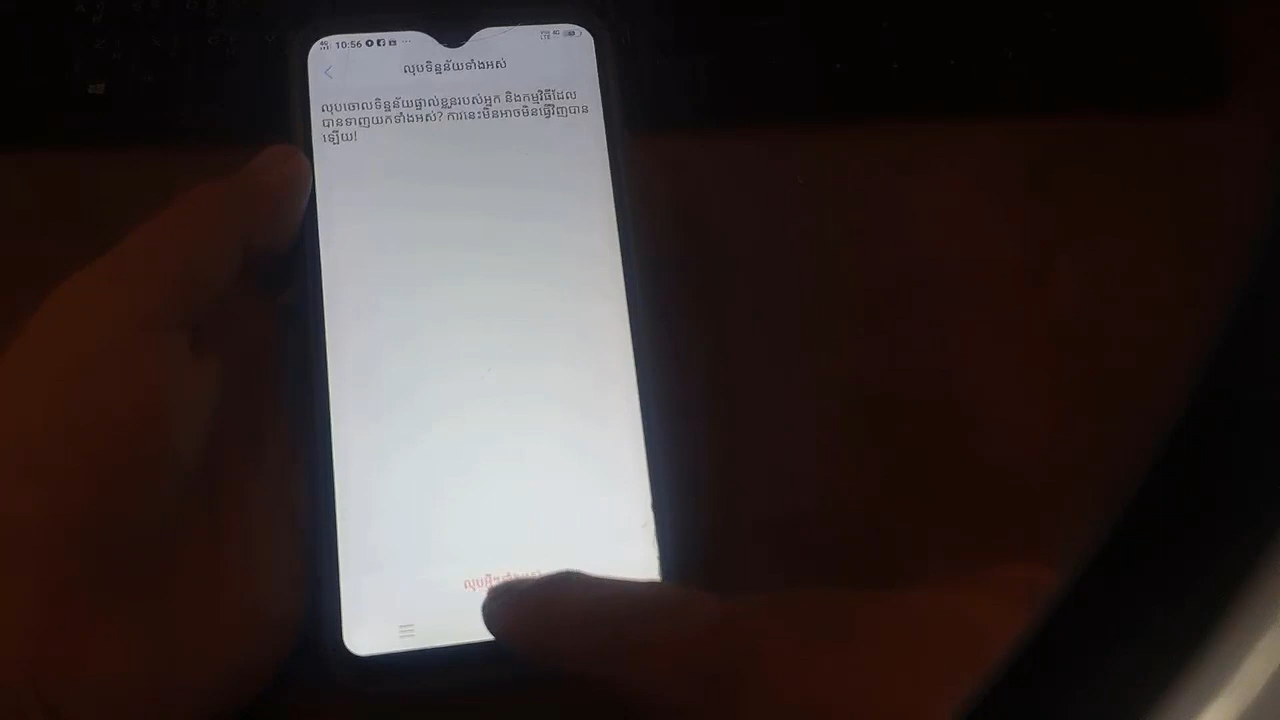 10:56
លុបទិន្នន័យទាំងអស់
លុបចោលទិន្នន័យផ្ទាល់ខ្លួនរបស់អ្នក និងកម្មវិធីដែល
បានទាញយកទាំងអស់? ការនេះមិនអាចមិនធ្វើវិញបាន
ឡើយ!